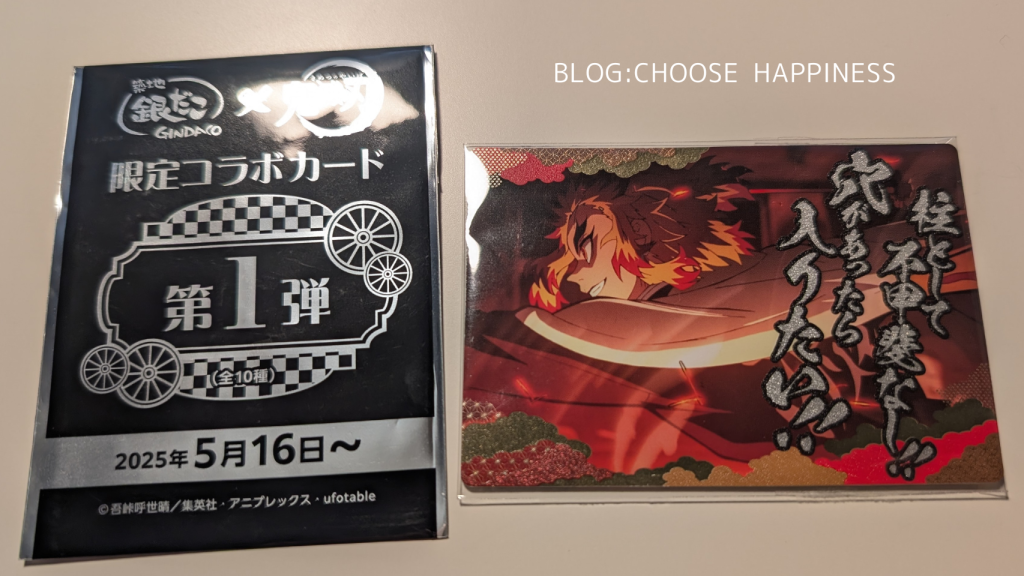 築地
銀だこ
GINDACO
×
限定コラボカード
第1弾
(全10種)
2025年5月16日〜
©吾峠呼世晴／集英社・アニプレックス・ufotable
BLOG:CHOOSE HAPPINESS
柱として
不甲斐なし!!
穴があったら
入りたい!!